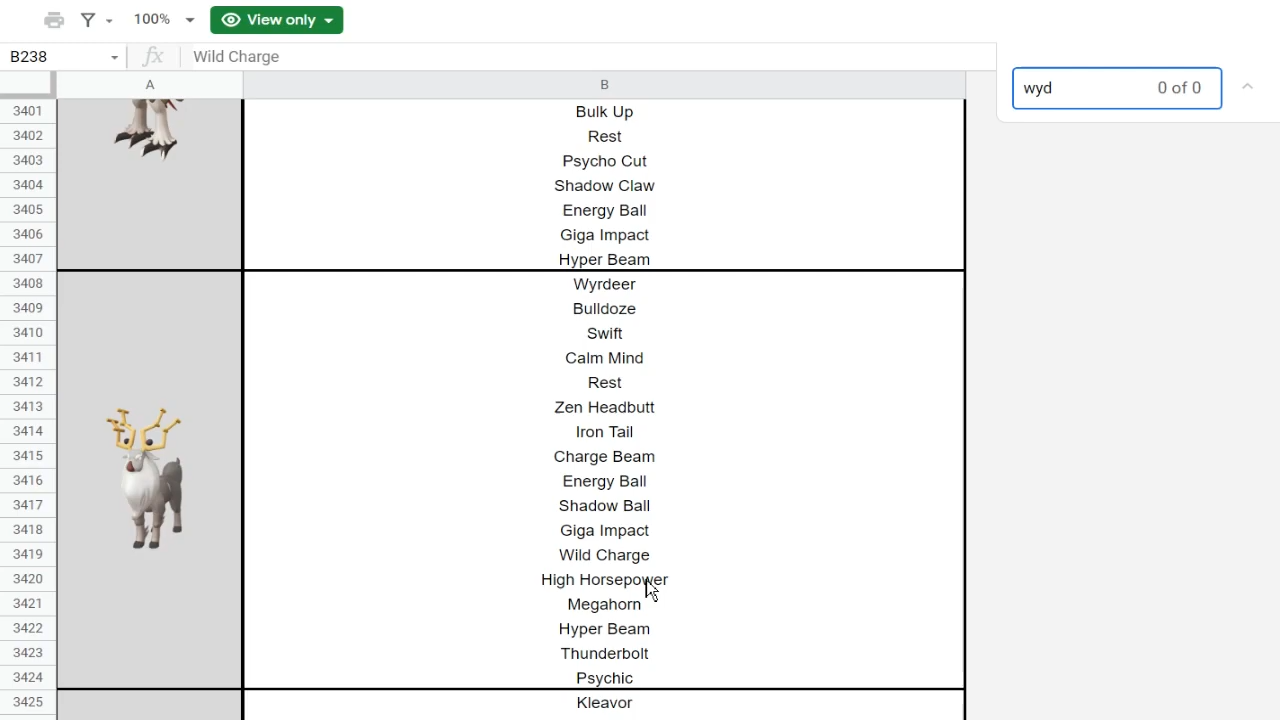 100% View only
B238 fx Wild Charge
wyd 0 of 0
A B
3401 Bulk Up
3402 Rest
3403 Psycho Cut
3404 Shadow Claw
3405 Energy Ball
3406 Giga Impact
3407 Hyper Beam
3408 Wyrdeer
3409 Bulldoze
3410 Swift
3411 Calm Mind
3412 Rest
3413 Zen Headbutt
3414 Iron Tail
3415 Charge Beam
3416 Energy Ball
3417 Shadow Ball
3418 Giga Impact
3419 Wild Charge
3420 High Horsepower
3421 Megahorn
3422 Hyper Beam
3423 Thunderbolt
3424 Psychic
3425 Kleavor